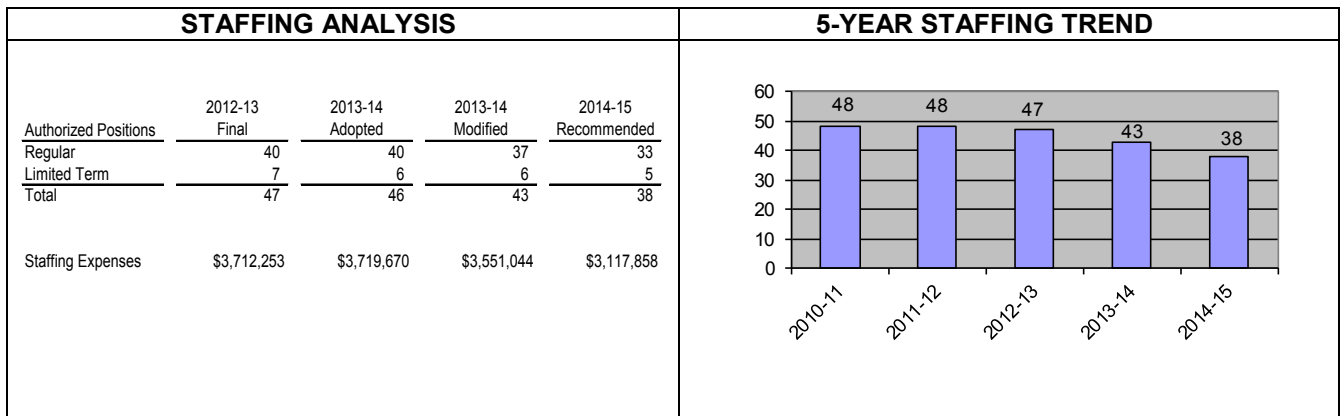 STAFFING ANALYSIS
2012-13 2013-14 2013-14 2014-15
Authorized Positions Final Adopted Modified Recommended
Regular 40 40 37 33
Limited Term 7 6 6 5
Total 47 46 43 38
Staffing Expenses $3,712,253 $3,719,670 $3,551,044 $3,117,858
5-YEAR STAFFING TREND
60
50
40
30
20
10
0
48 48 47 43 38
2010-11 2011-12 2012-13 2013-14 2014-15